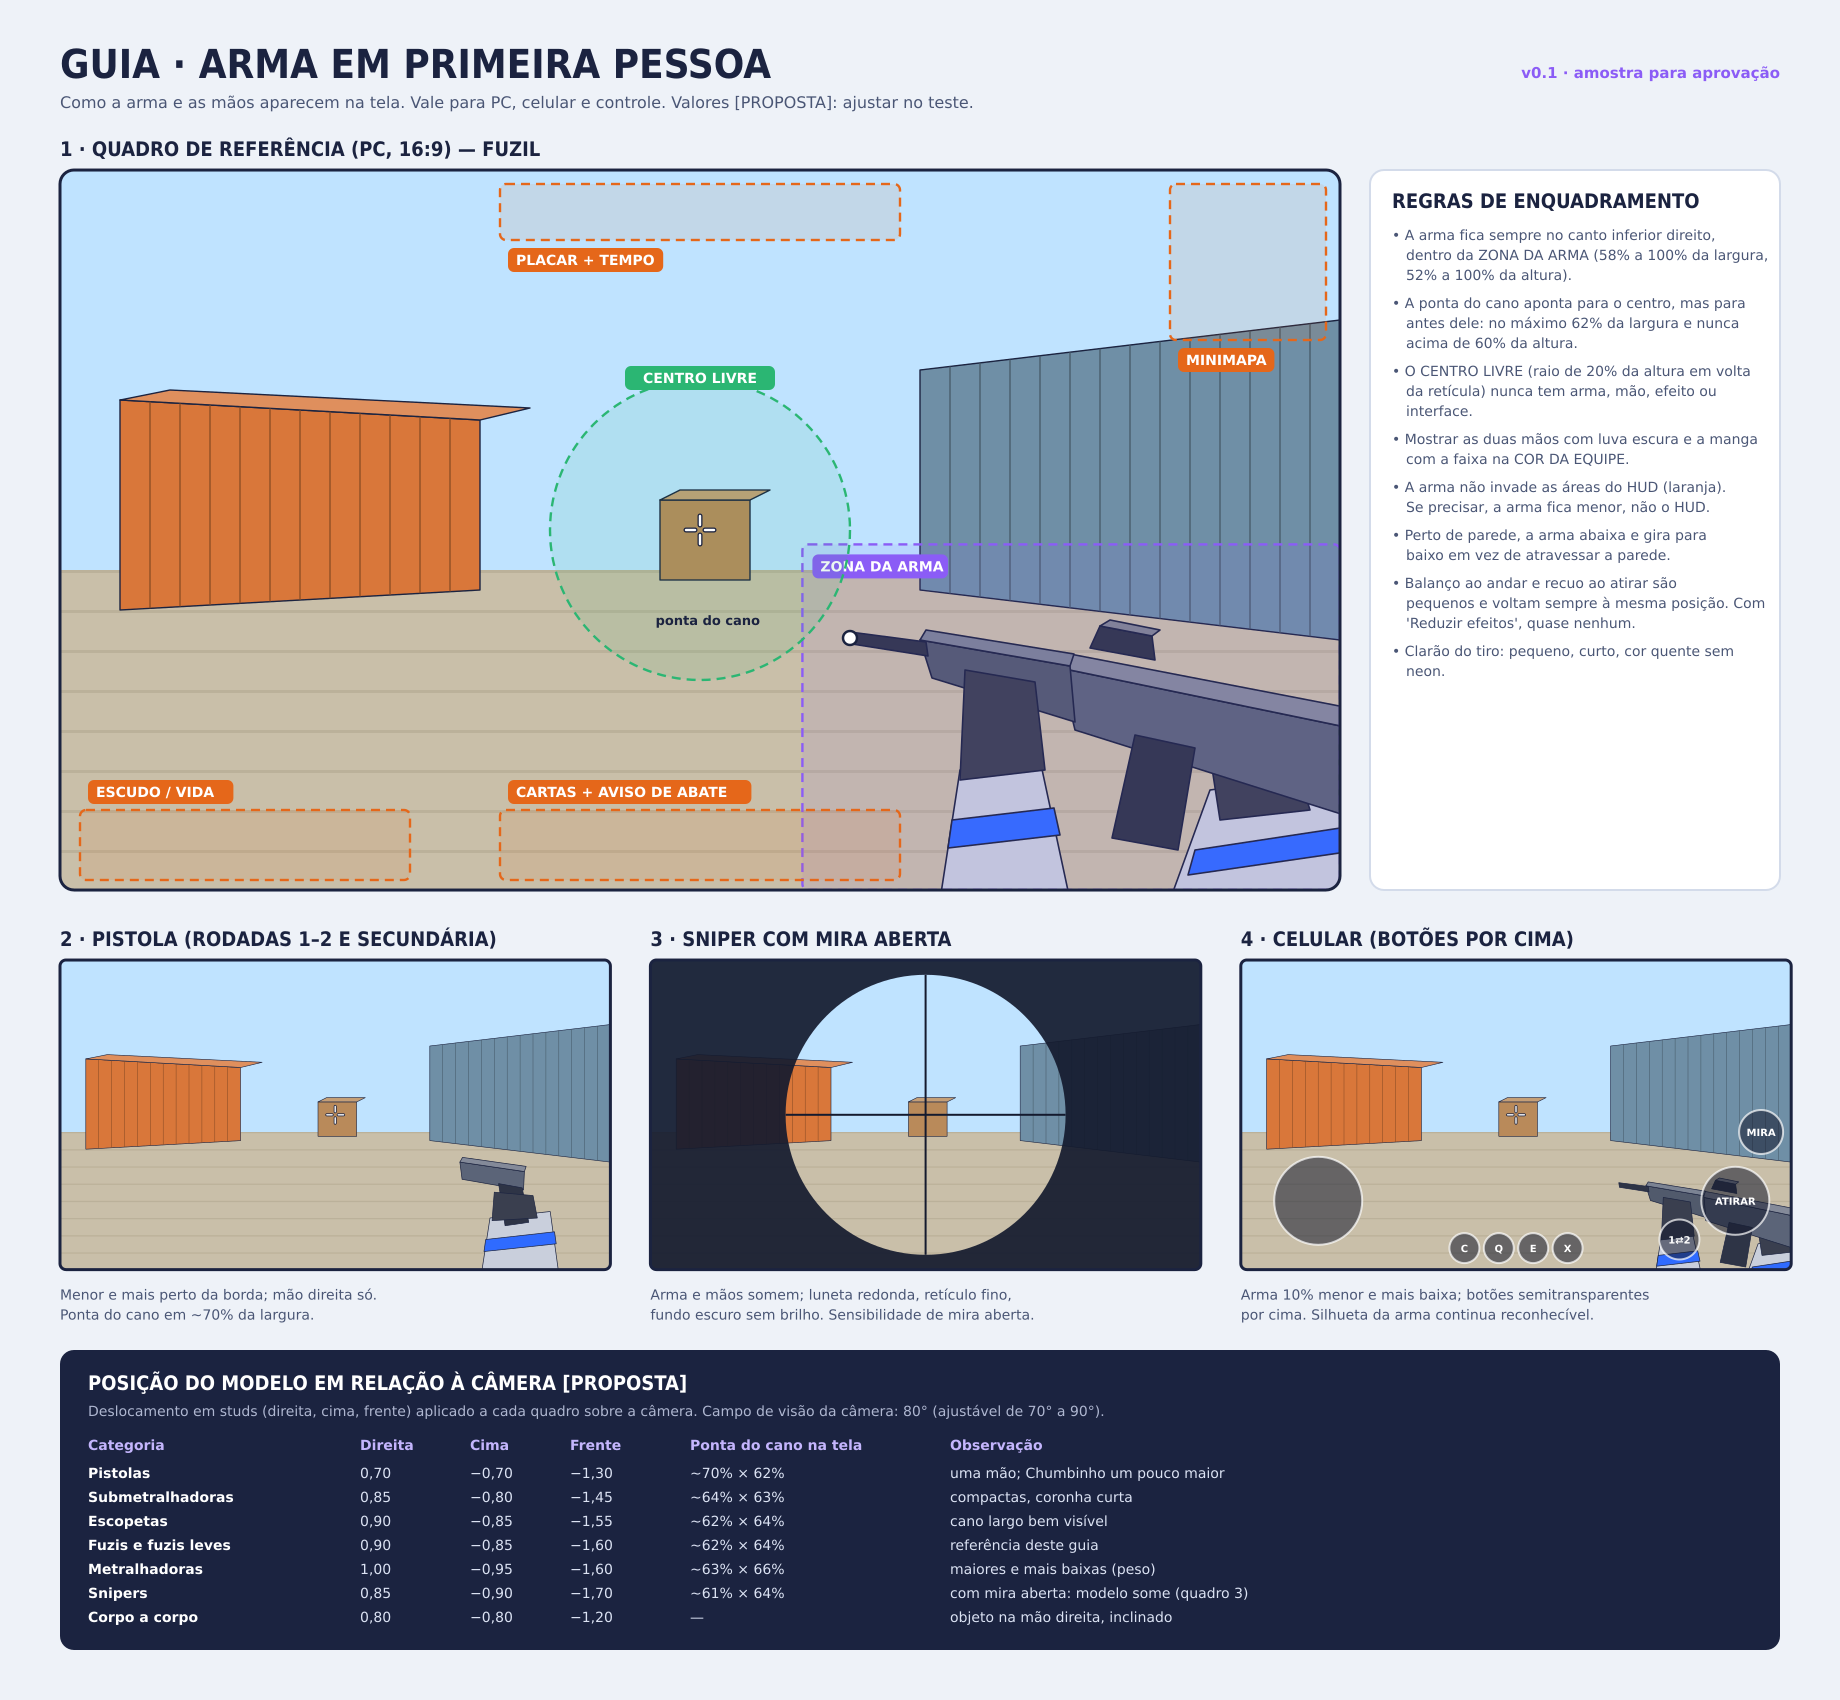 GUIA · ARMA EM PRIMEIRA PESSOA
v0.1 · amostra para aprovação
Como a arma e as mãos aparecem na tela. Vale para PC, celular e controle. Valores [PROPOSTA]: ajustar no teste.
1 · QUADRO DE REFERÊNCIA (PC, 16:9) — FUZIL
PLACAR + TEMPO
MINIMAPA
CENTRO LIVRE
ZONA DA ARMA
ponta do cano
ESCUDO / VIDA
CARTAS + AVISO DE ABATE
REGRAS DE ENQUADRAMENTO
• A arma fica sempre no canto inferior direito,
dentro da ZONA DA ARMA (58% a 100% da largura,
52% a 100% da altura).
• A ponta do cano aponta para o centro, mas para
antes dele: no máximo 62% da largura e nunca
acima de 60% da altura.
• O CENTRO LIVRE (raio de 20% da altura em volta
da retícula) nunca tem arma, mão, efeito ou
interface.
• Mostrar as duas mãos com luva escura e a manga
com a faixa na COR DA EQUIPE.
• A arma não invade as áreas do HUD (laranja).
Se precisar, a arma fica menor, não o HUD.
• Perto de parede, a arma abaixa e gira para
baixo em vez de atravessar a parede.
• Balanço ao andar e recuo ao atirar são
pequenos e voltam sempre à mesma posição. Com
'Reduzir efeitos', quase nenhum.
• Clarão do tiro: pequeno, curto, cor quente sem
neon.
2 · PISTOLA (RODADAS 1–2 E SECUNDÁRIA)
Menor e mais perto da borda; mão direita só.
Ponta do cano em ~70% da largura.
3 · SNIPER COM MIRA ABERTA
Arma e mãos somem; luneta redonda, retículo fino,
fundo escuro sem brilho. Sensibilidade de mira aberta.
4 · CELULAR (BOTÕES POR CIMA)
MIRA
ATIRAR
1⇄2
C Q E X
Arma 10% menor e mais baixa; botões semitransparentes
por cima. Silhueta da arma continua reconhecível.
POSIÇÃO DO MODELO EM RELAÇÃO À CÂMERA [PROPOSTA]
Deslocamento em studs (direita, cima, frente) aplicado a cada quadro sobre a câmera. Campo de visão da câmera: 80° (ajustável de 70° a 90°).
Categoria Direita Cima Frente Ponta do cano na tela Observação
Pistolas 0,70 −0,70 −1,30 ~70% × 62% uma mão; Chumbinho um pouco maior
Submetralhadoras 0,85 −0,80 −1,45 ~64% × 63% compactas, coronha curta
Escopetas 0,90 −0,85 −1,55 ~62% × 64% cano largo bem visível
Fuzis e fuzis leves 0,90 −0,85 −1,60 ~62% × 64% referência deste guia
Metralhadoras 1,00 −0,95 −1,60 ~63% × 66% maiores e mais baixas (peso)
Snipers 0,85 −0,90 −1,70 ~61% × 64% com mira aberta: modelo some (quadro 3)
Corpo a corpo 0,80 −0,80 −1,20 — objeto na mão direita, inclinado